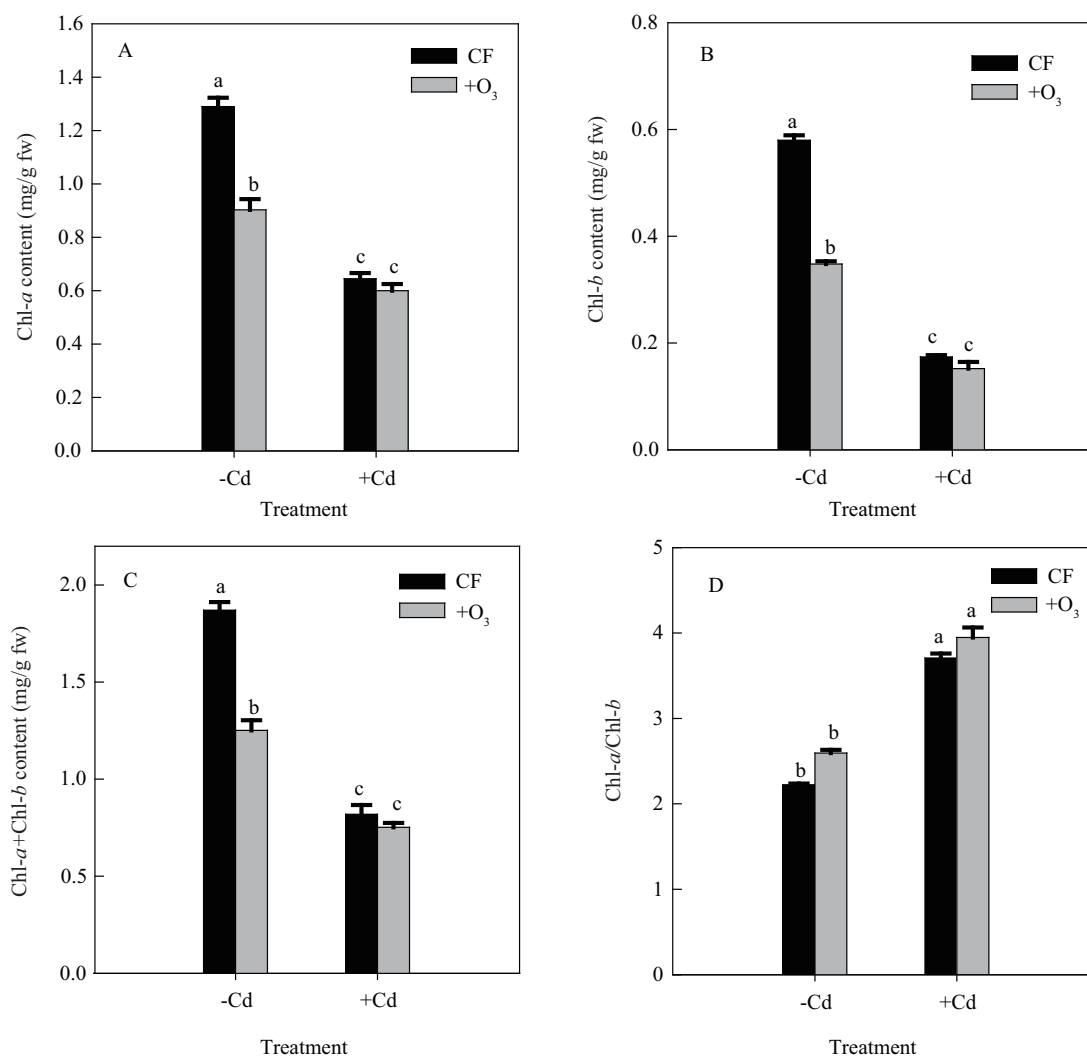 A
CF
+O₃
Chl-a content (mg/g fw)
1.6
1.4
1.2
1.0
0.8
0.6
0.4
0.2
0.0
a
b
c c
-Cd +Cd
Treatment
B
CF
+O₃
Chl-b content (mg/g fw)
0.8
0.6
0.4
0.2
0.0
a
b
c c
-Cd +Cd
Treatment
C
CF
+O₃
Chl-a+Chl-b content (mg/g fw)
2.0
1.5
1.0
0.5
0.0
a
b
c c
-Cd +Cd
Treatment
D
CF
+O₃
Chl-a/Chl-b
5
4
3
2
1
0
b b
a a
-Cd +Cd
Treatment